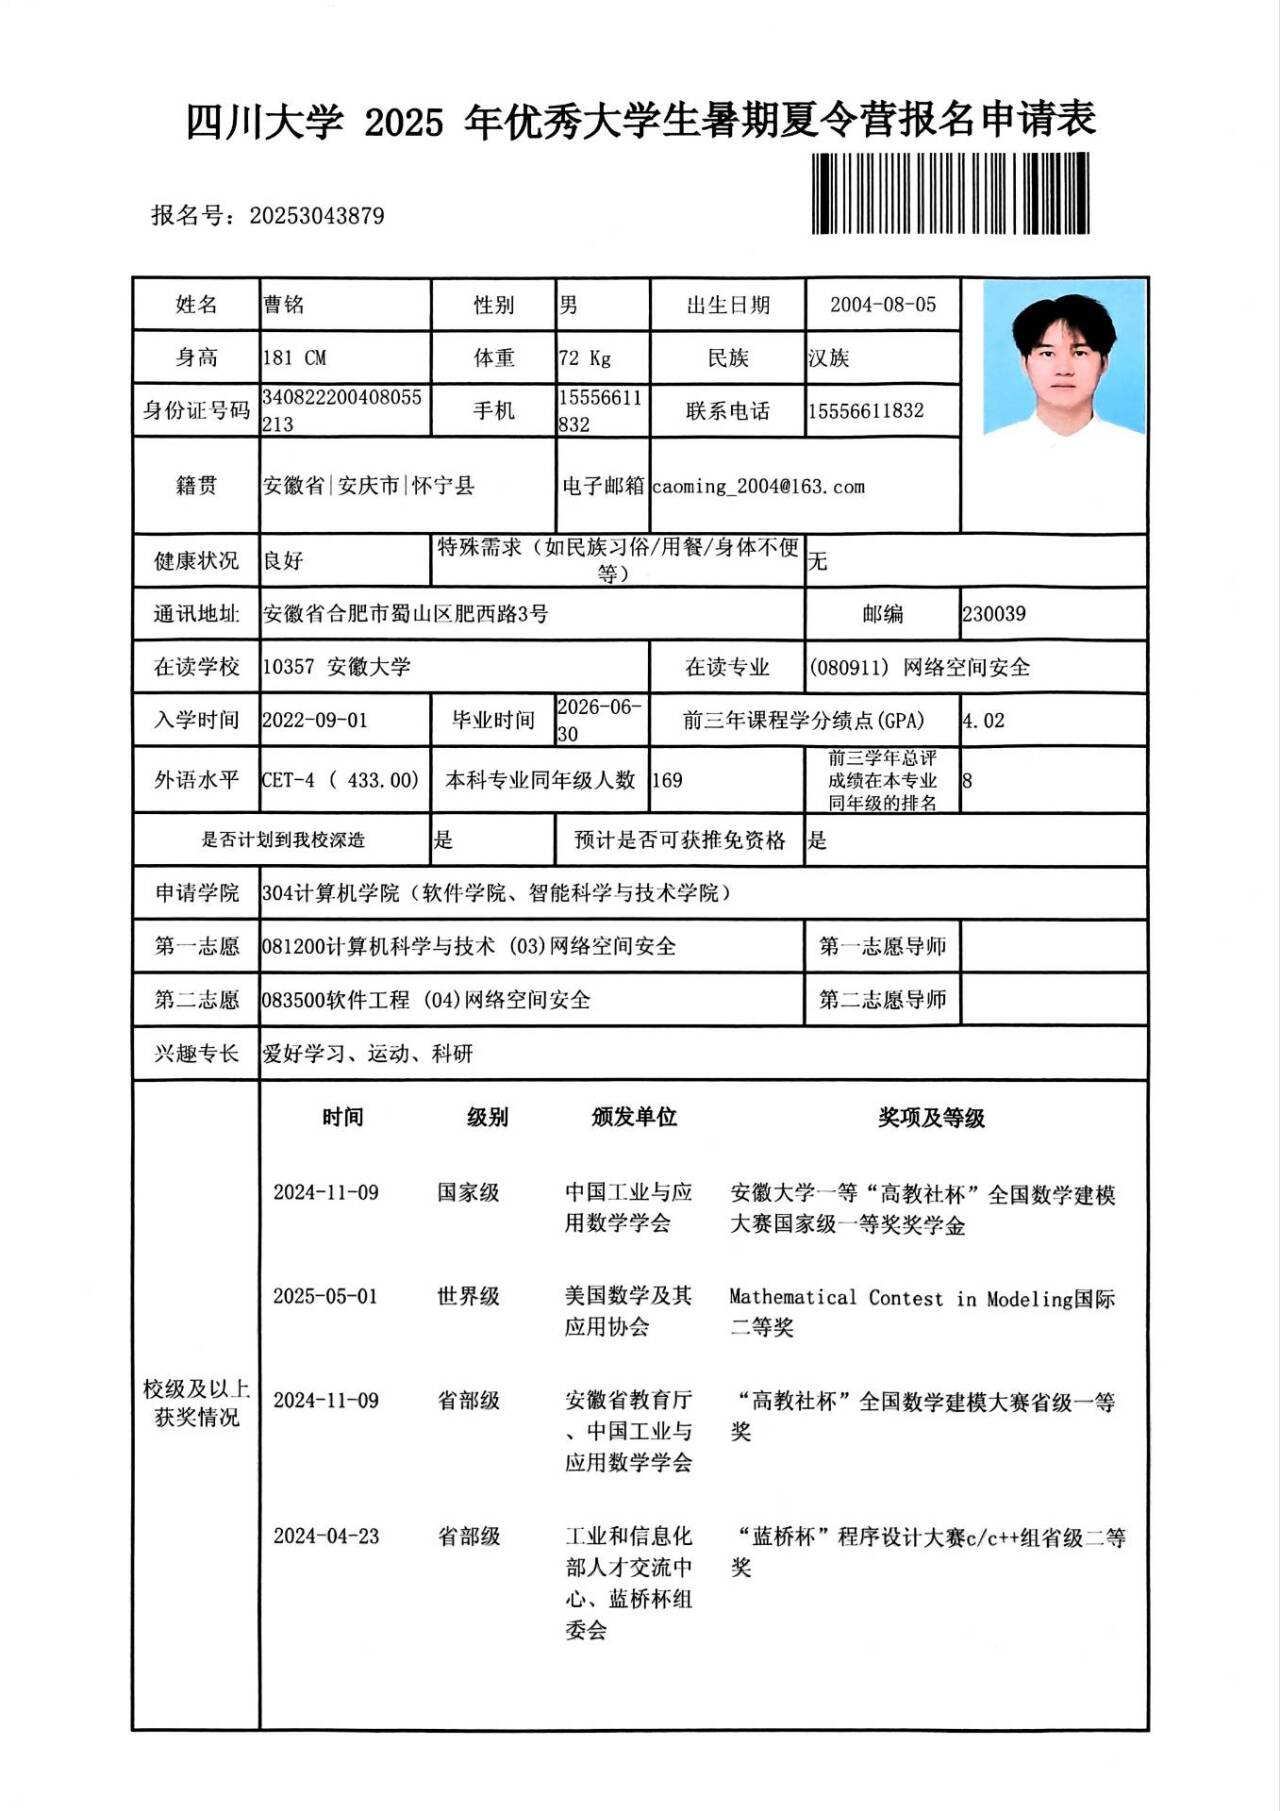 四川大学 2025 年优秀大学生暑期夏令营报名申请表
报名号：20253043879
姓名 曹铭 性别 男 出生日期 2004-08-05
身高 181 CM 体重 72 Kg 民族 汉族
身份证号码 340822200408055
213 手机 15556611
832 联系电话 15556611832
籍贯 安徽省|安庆市|怀宁县 电子邮箱 caoming_2004@163.com
健康状况 良好 特殊需求（如民族习俗/用餐/身体不便
等） 无
通讯地址 安徽省合肥市蜀山区肥西路3号 邮编 230039
在读学校 10357 安徽大学 在读专业 (080911) 网络空间安全
入学时间 2022-09-01 毕业时间 2026-06-
30 前三年课程学分绩点(GPA) 4.02
外语水平 CET-4 ( 433.00) 本科专业同年级人数 169 前三学年总评
成绩在本专业
同年级的排名 8
是否计划到我校深造 是 预计是否可获推免资格 是
申请学院 304计算机学院（软件学院、智能科学与技术学院）
第一志愿 081200计算机科学与技术 (03)网络空间安全 第一志愿导师
第二志愿 083500软件工程 (04)网络空间安全 第二志愿导师
兴趣专长 爱好学习、运动、科研
校级及以上
获奖情况
时间 级别 颁发单位 奖项及等级
2024-11-09 国家级 中国工业与应
用数学学会 安徽大学一等“高教社杯”全国数学建模
大赛国家级一等奖奖学金
2025-05-01 世界级 美国数学及其
应用协会 Mathematical Contest in Modeling国际
二等奖
2024-11-09 省部级 安徽省教育厅
、中国工业与
应用数学学会 “高教社杯”全国数学建模大赛省级一等
奖
2024-04-23 省部级 工业和信息化
部人才交流中
心、蓝桥杯组
委会 “蓝桥杯”程序设计大赛c/c++组省级二等
奖